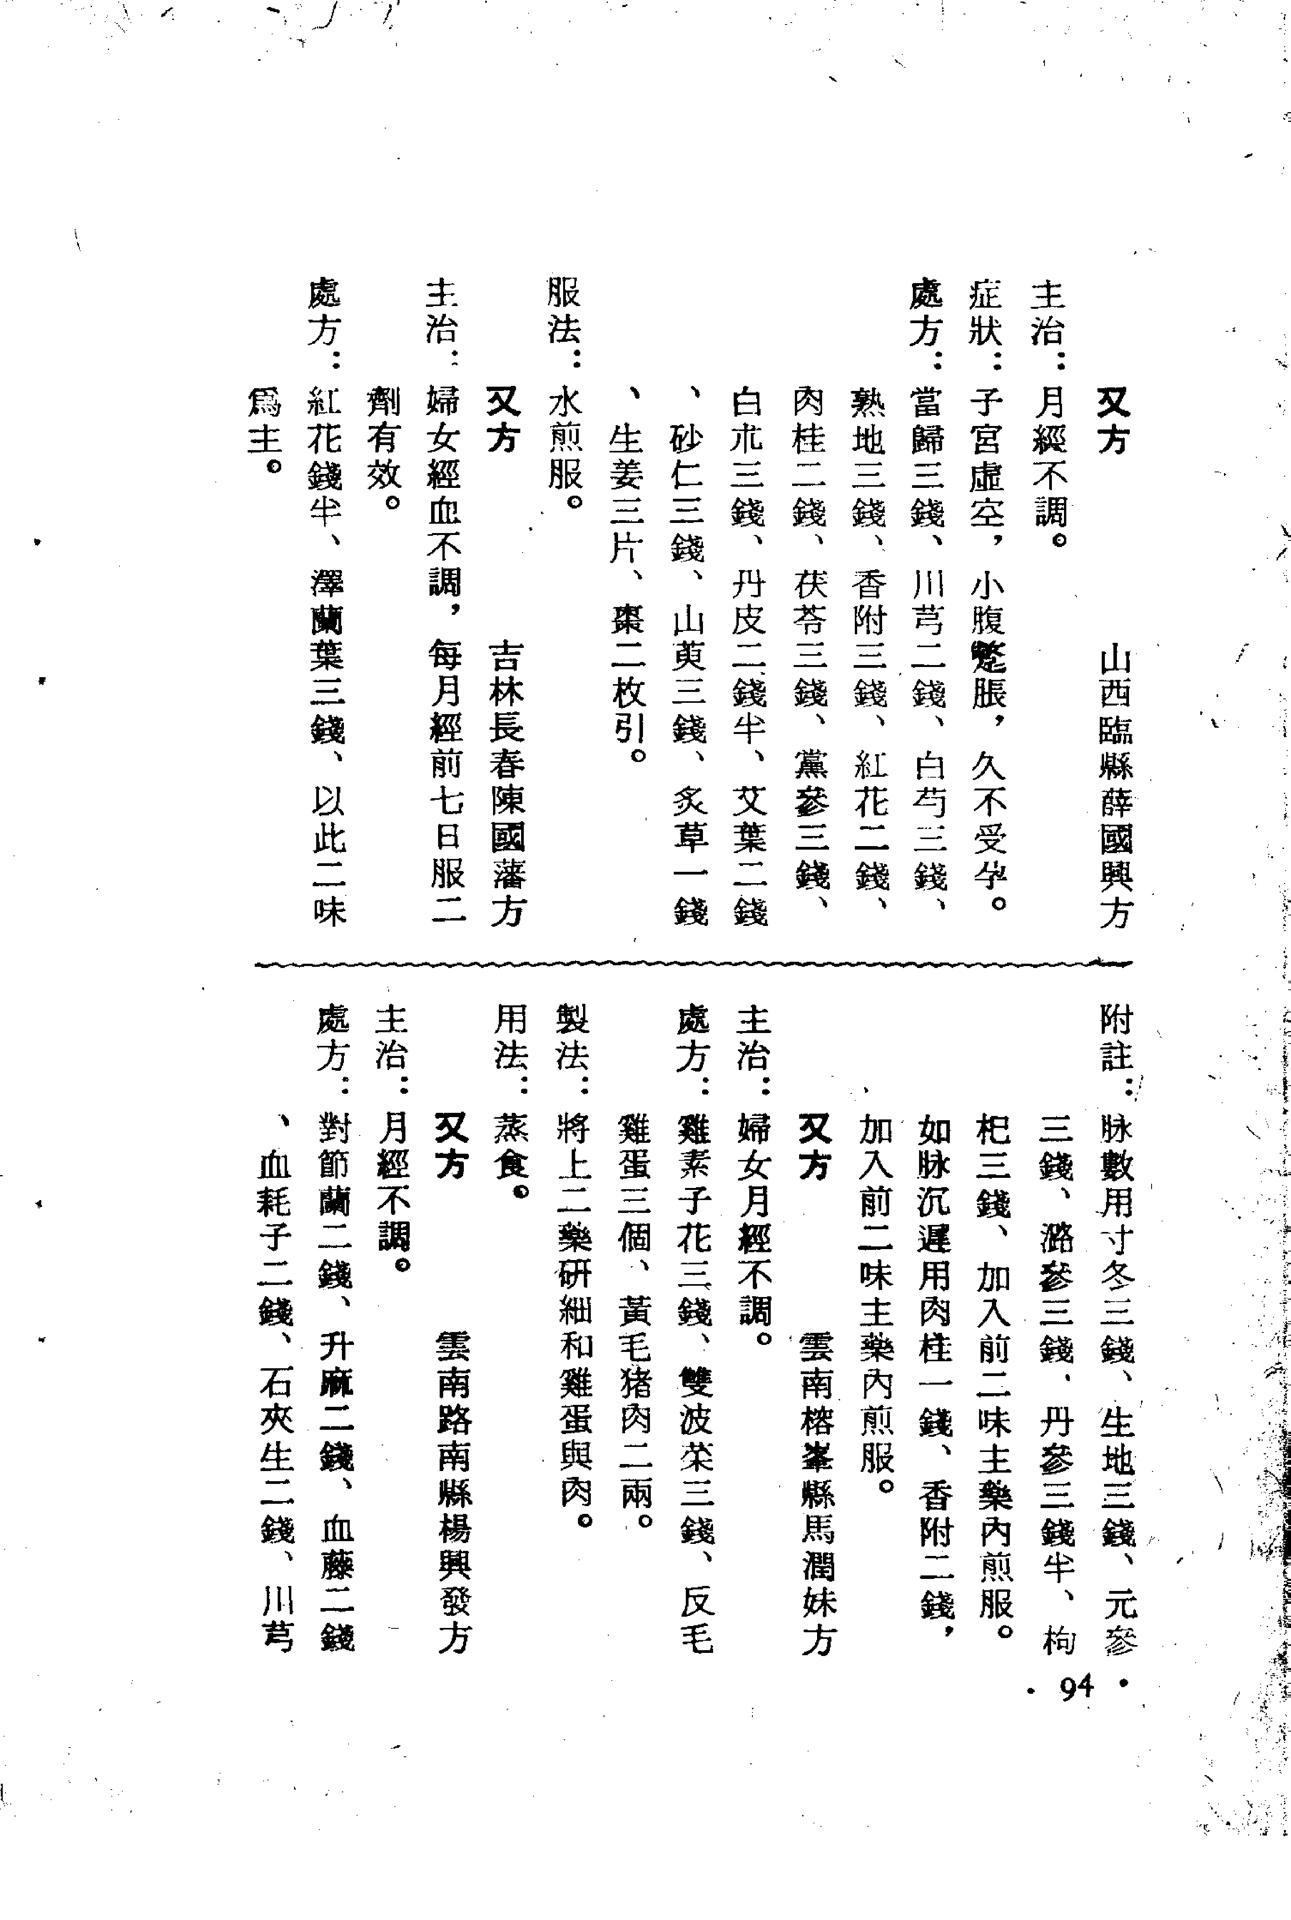 又方　山西臨縣薛國興方
主治：月經不調。
症狀：子宮虛空，小腹蹩脹，久不受孕。
處方：當歸三錢、川芎二錢、白芍三錢、
熟地三錢、香附三錢、紅花二錢、
肉桂二錢、茯苓三錢、黨參三錢、
白朮三錢、丹皮二錢半、艾葉二錢
、砂仁三錢、山萸三錢、炙草一錢
、生姜三片、棗二枚引。
服法：水煎服。
又方　吉林長春陳國藩方
主治：婦女經血不調，每月經前七日服二
劑有效。
處方：紅花錢半、澤蘭葉三錢、以此二味
爲主。
附註：脉數用寸冬三錢、生地三錢、元參
三錢、潞參三錢、丹參三錢半、枸
杞三錢、加入前二味主藥內煎服。
如脉沉遲用肉桂一錢、香附二錢，
加入前二味主藥內煎服。
又方　雲南榕峯縣馬潤妹方
主治：婦女月經不調。
處方：雞素子花三錢、雙波菜三錢、反毛
雞蛋三個、黃毛猪肉二兩。
製法：將上二藥研細和雞蛋與肉。
用法：蒸食。
又方　雲南路南縣楊興發方
主治：月經不調。
處方：對節蘭二錢、升麻二錢、血藤二錢
、血耗子二錢、石夾生二錢、川芎
· 94 ·